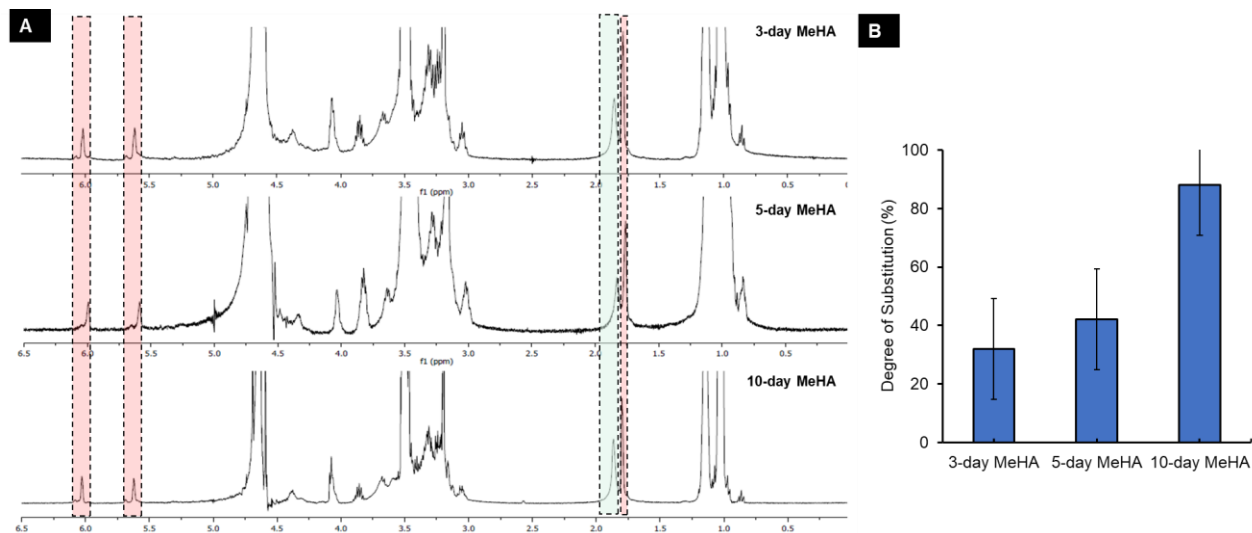 A
3-day MeHA
6.0 5.5 5.0 4.5 4.0 3.5 3.0 2.5 2.0 1.5 1.0 0.5 0
f1 (ppm)
5-day MeHA
6.5 6.0 5.5 5.0 4.5 4.0 3.5 3.0 2.5 2.0 1.5 1.0 0.5
f1 (ppm)
10-day MeHA
6.5 6.0 5.5 5.0 4.5 4.0 3.5 3.0 2.5 2.0 1.5 1.0 0.5
f1 (ppm)
B
Degree of Substitution (%)
100
80
60
40
20
0
3-day MeHA 5-day MeHA 10-day MeHA